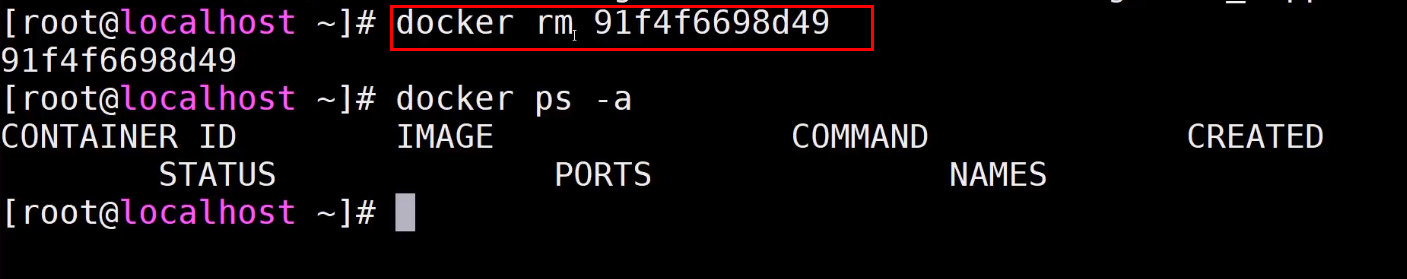 [root@localhost ~]# docker rm 91f4f6698d49
91f4f6698d49
[root@localhost ~]# docker ps -a
CONTAINER ID        IMAGE               COMMAND             CREATED
        STATUS              PORTS               NAMES
[root@localhost ~]#